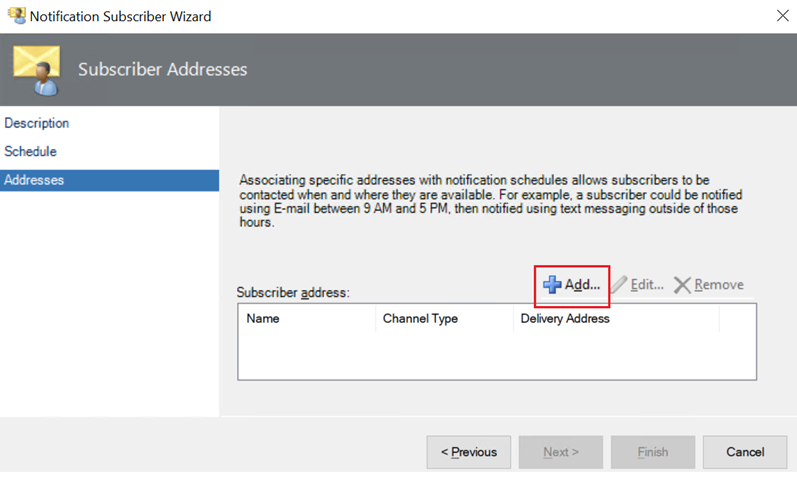 Notification Subscriber Wizard
Subscriber Addresses
Description
Schedule
Addresses
Associating specific addresses with notification schedules allows subscribers to be
contacted when and where they are available. For example, a subscriber could be notified
using E-mail between 9 AM and 5 PM, then notified using text messaging outside of those
hours.
Subscriber address:
Add... Edit... Remove
Name Channel Type Delivery Address
< Previous Next > Finish Cancel